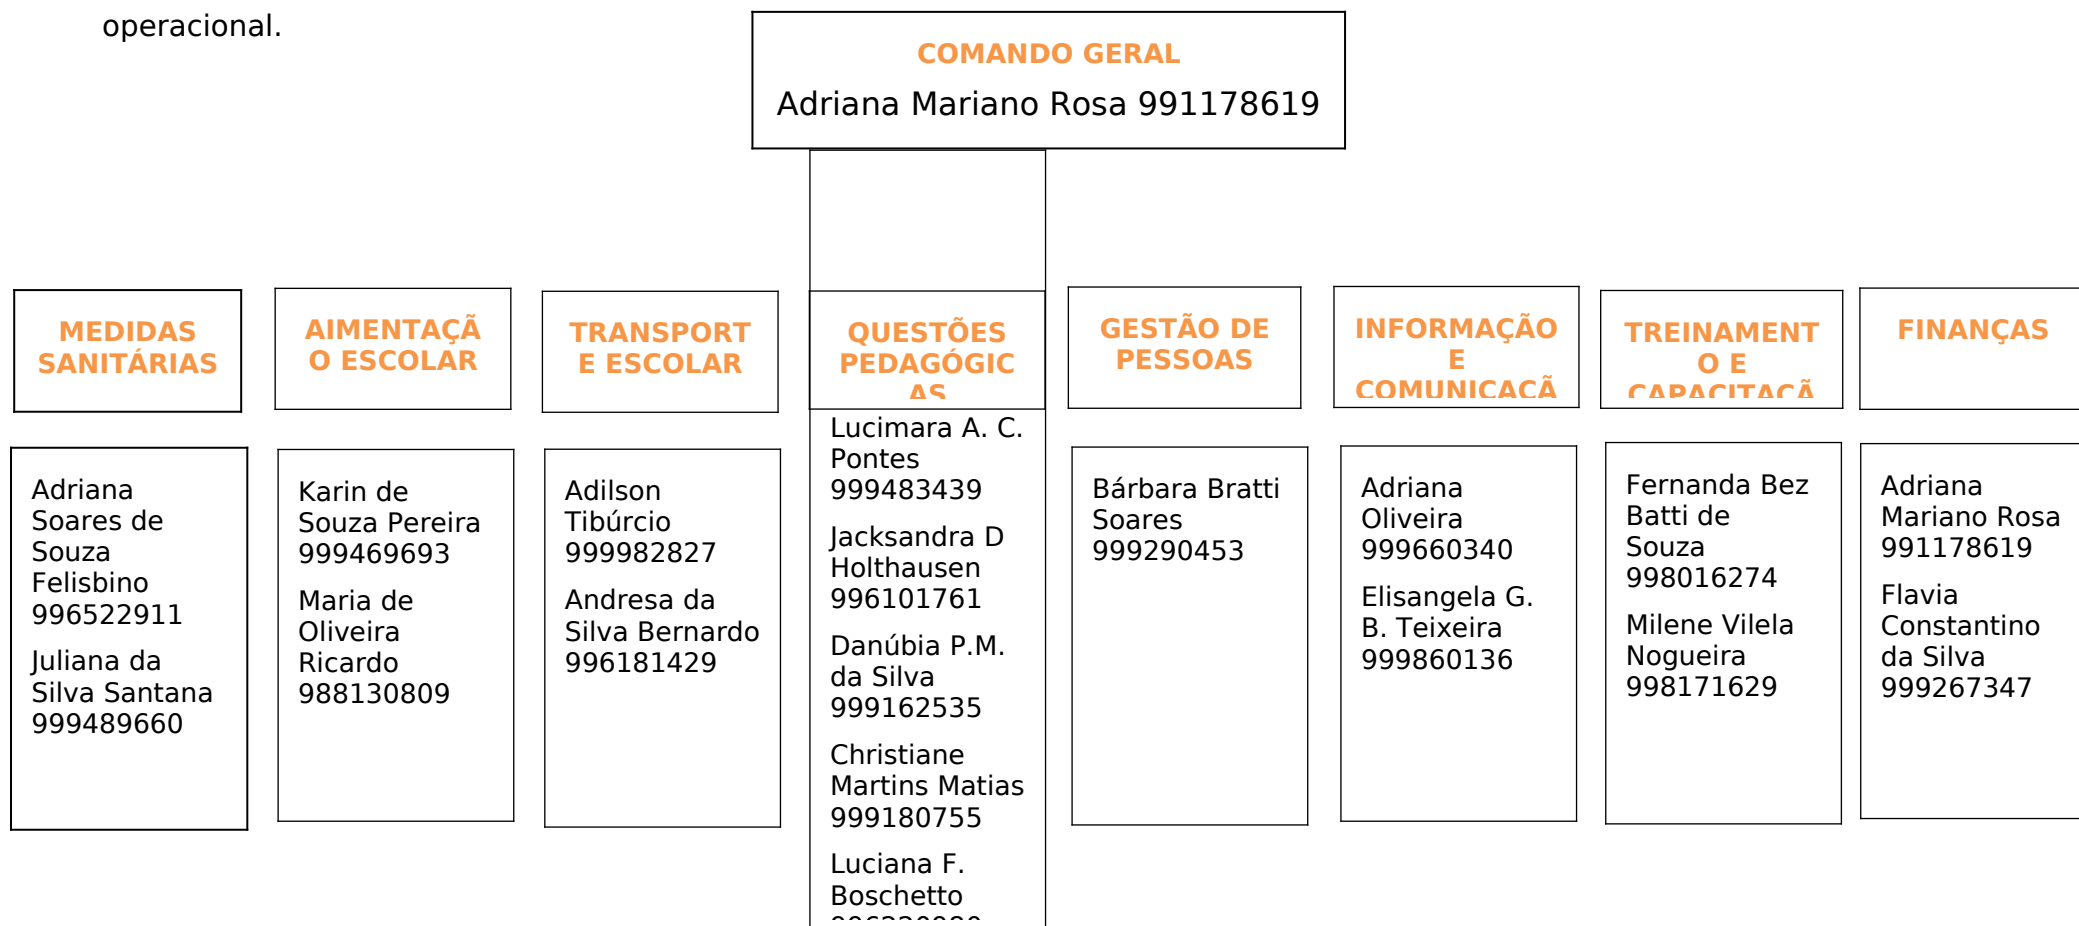 operacional.
COMANDO GERAL
Adriana Mariano Rosa 991178619
MEDIDAS
SANITÁRIAS
AIMENTAÇÃ
O ESCOLAR
TRANSPORT
E ESCOLAR
QUESTÕES
PEDAGÓGIC
AS
GESTÃO DE
PESSOAS
INFORMAÇÃO
E
COMUNICAÇÃ
TREINAMENT
O E
CAPACITAÇÃ
FINANÇAS
Adriana
Soares de
Souza
Felisbino
996522911
Juliana da
Silva Santana
999489660
Karin de
Souza Pereira
999469693
Maria de
Oliveira
Ricardo
988130809
Adilson
Tibúrcio
999982827
Andresa da
Silva Bernardo
996181429
Lucimara A. C.
Pontes
999483439
Jacksandra D
Holthausen
996101761
Danúbia P.M.
da Silva
999162535
Christiane
Martins Matias
999180755
Luciana F.
Boschetto
Bárbara Bratti
Soares
999290453
Adriana
Oliveira
999660340
Elisangela G.
B. Teixeira
999860136
Fernanda Bez
Batti de
Souza
998016274
Milene Vilela
Nogueira
998171629
Adriana
Mariano Rosa
991178619
Flavia
Constantino
da Silva
999267347